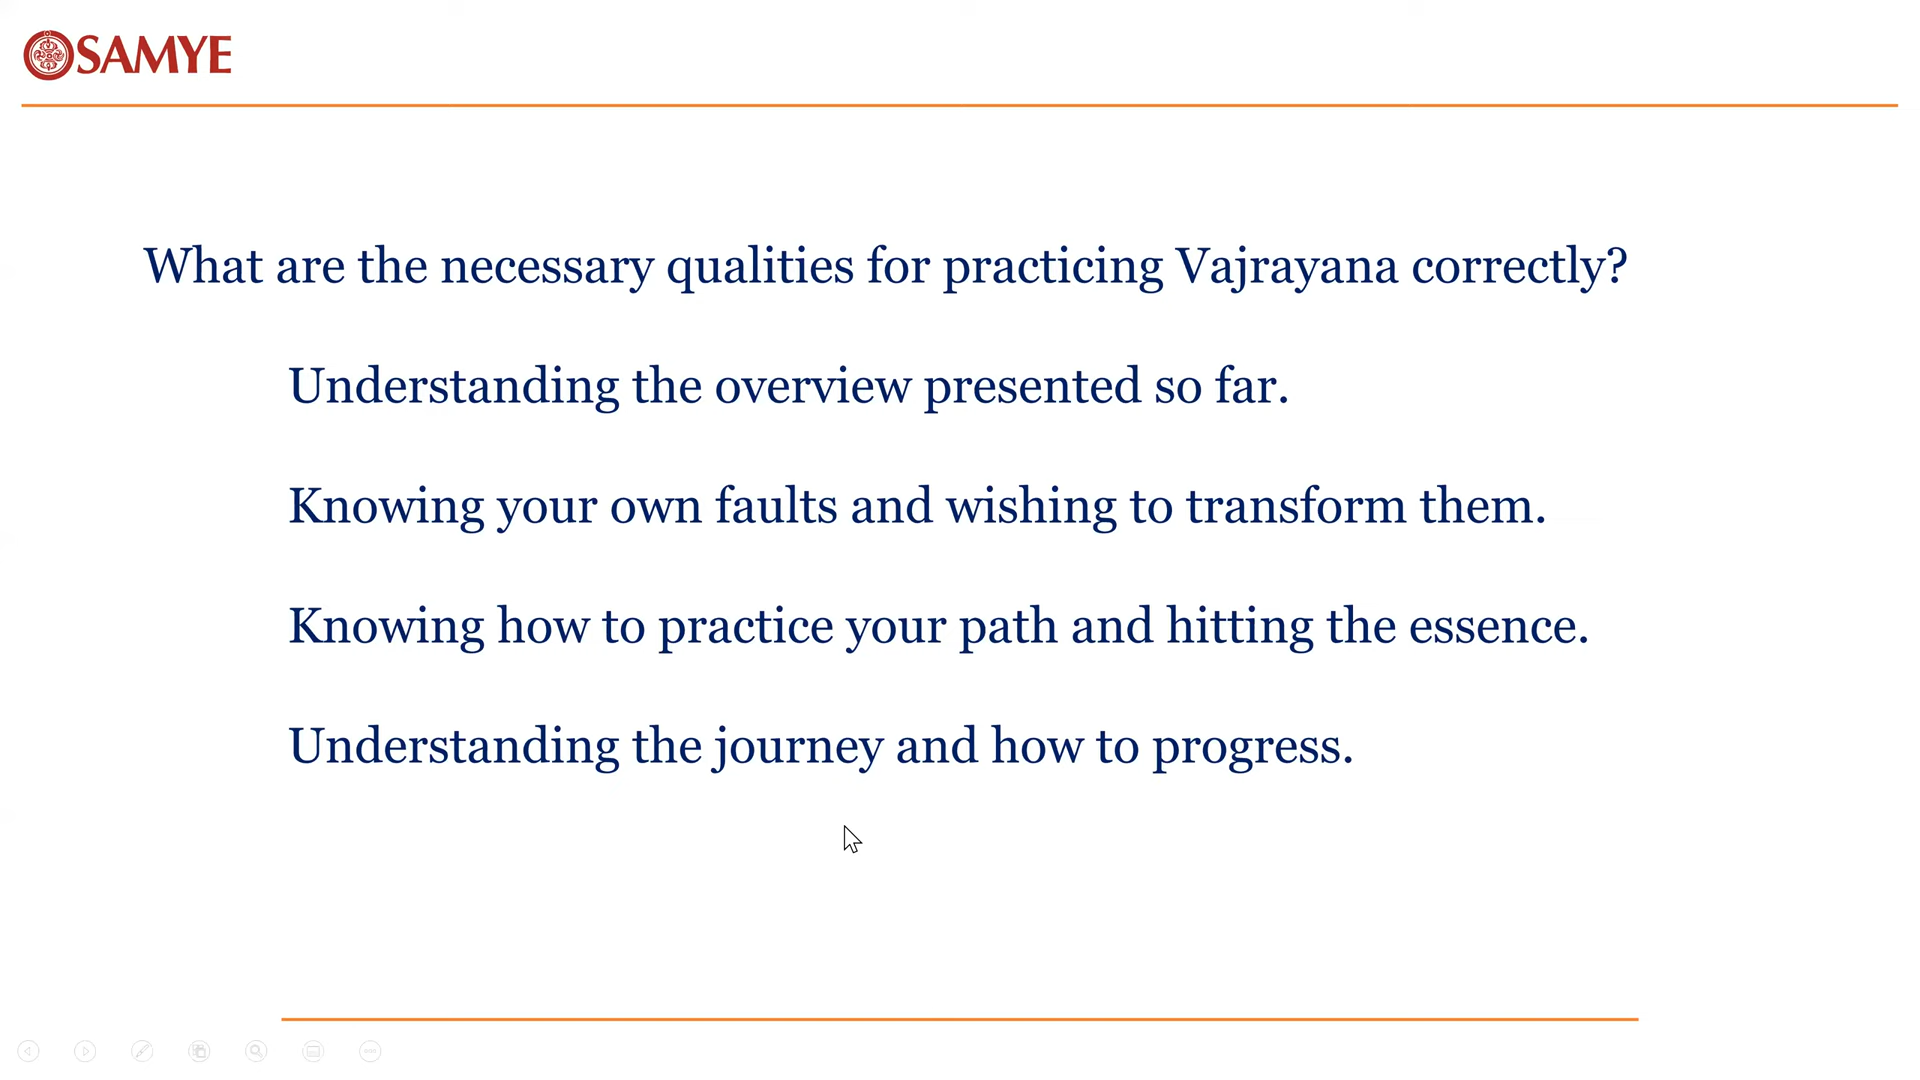 SAMYE
What are the necessary qualities for practicing Vajrayana correctly?
Understanding the overview presented so far.
Knowing your own faults and wishing to transform them.
Knowing how to practice your path and hitting the essence.
Understanding the journey and how to progress.